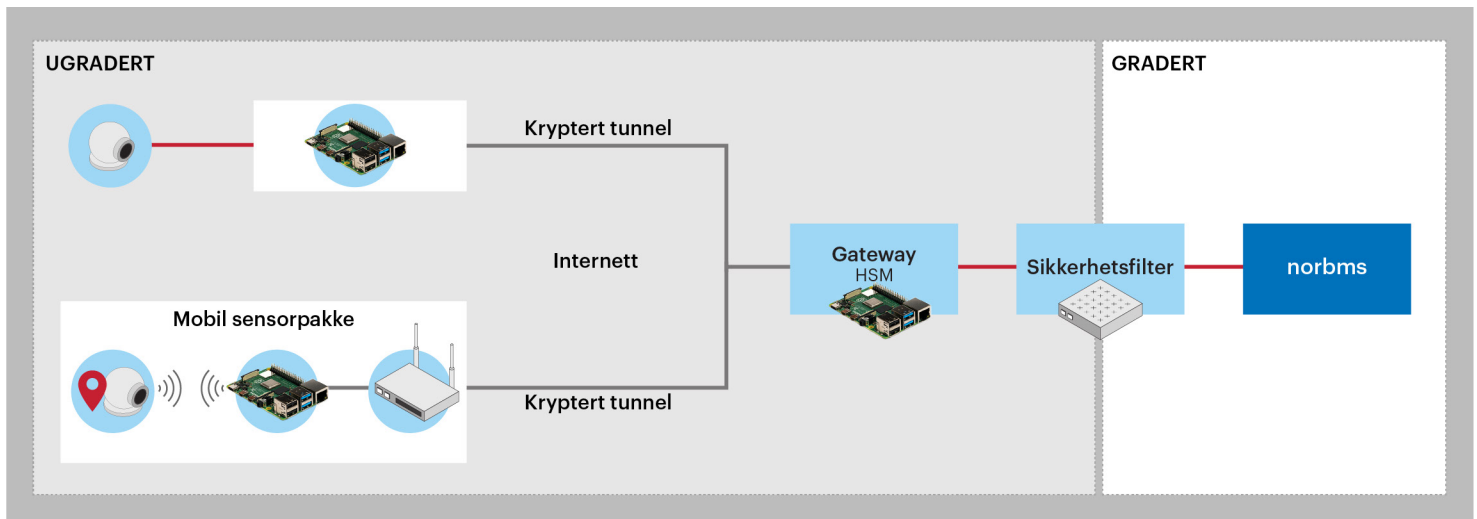 UGRADERT
GRADERT
Kryptert tunnel
Internett
Gateway
HSM
Sikkerhetsfilter
norbms
Mobil sensorpakke
Kryptert tunnel